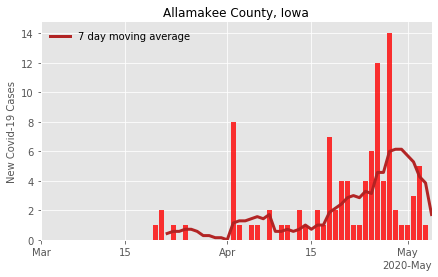 Allamakee County, Iowa
7 day moving average
New Covid-19 Cases
14
12
10
8
6
4
2
0
Mar 15 Apr 15 May
2020-May